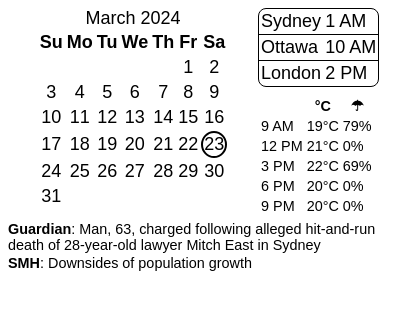 March 2024
Su Mo Tu We Th Fr Sa
1 2
3 4 5 6 7 8 9
10 11 12 13 14 15 16
17 18 19 20 21 22 23
24 25 26 27 28 29 30
31
Sydney 1 AM
Ottawa 10 AM
London 2 PM
°C ☂
9 AM 19°C 79%
12 PM 21°C 0%
3 PM 22°C 69%
6 PM 20°C 0%
9 PM 20°C 0%
Guardian: Man, 63, charged following alleged hit-and-run
death of 28-year-old lawyer Mitch East in Sydney
SMH: Downsides of population growth